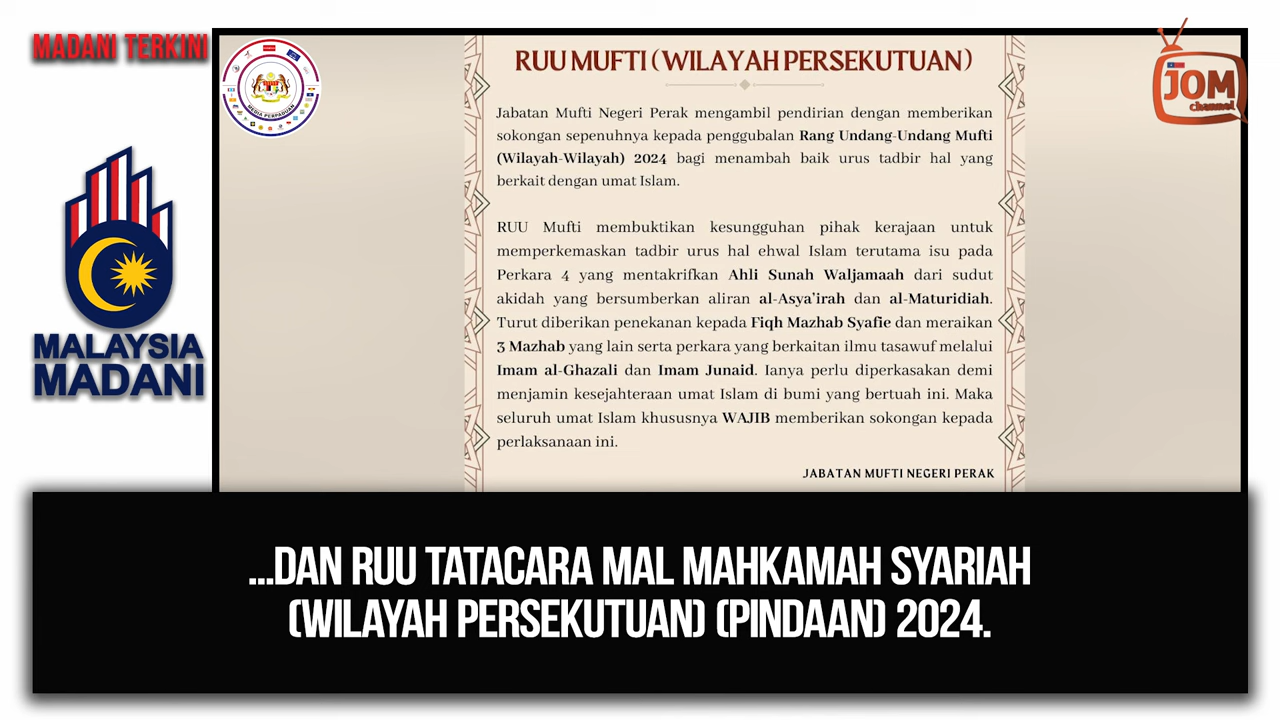 MADANI TERKINI
MEDIA PERPADUAN
JOM
channel
MALAYSIA
MADANI
RUU MUFTI (WILAYAH PERSEKUTUAN)
Jabatan Mufti Negeri Perak mengambil pendirian dengan memberikan
sokongan sepenuhnya kepada penggubalan Rang Undang-Undang Mufti
(Wilayah-Wilayah) 2024 bagi menambah baik urus tadbir hal yang
berkait dengan umat Islam.
RUU Mufti membuktikan kesungguhan pihak kerajaan untuk
memperkemaskan tadbir urus hal ehwal Islam terutama isu pada
Perkara 4 yang mentakrifkan Ahli Sunah Waljamaah dari sudut
akidah yang bersumberkan aliran al-Asya'irah dan al-Maturidiah.
Turut diberikan penekanan kepada Fiqh Mazhab Syafie dan meraikan
3 Mazhab yang lain serta perkara yang berkaitan ilmu tasawuf melalui
Imam al-Ghazali dan Imam Junaid. Ianya perlu diperkasakan demi
menjamin kesejahteraan umat Islam di bumi yang bertuah ini. Maka
seluruh umat Islam khususnya WAJIB memberikan sokongan kepada
perlaksanaan ini.
JABATAN MUFTI NEGERI PERAK
...DAN RUU TATACARA MAL MAHKAMAH SYARIAH
(WILAYAH PERSEKUTUAN) (PINDAAN) 2024.